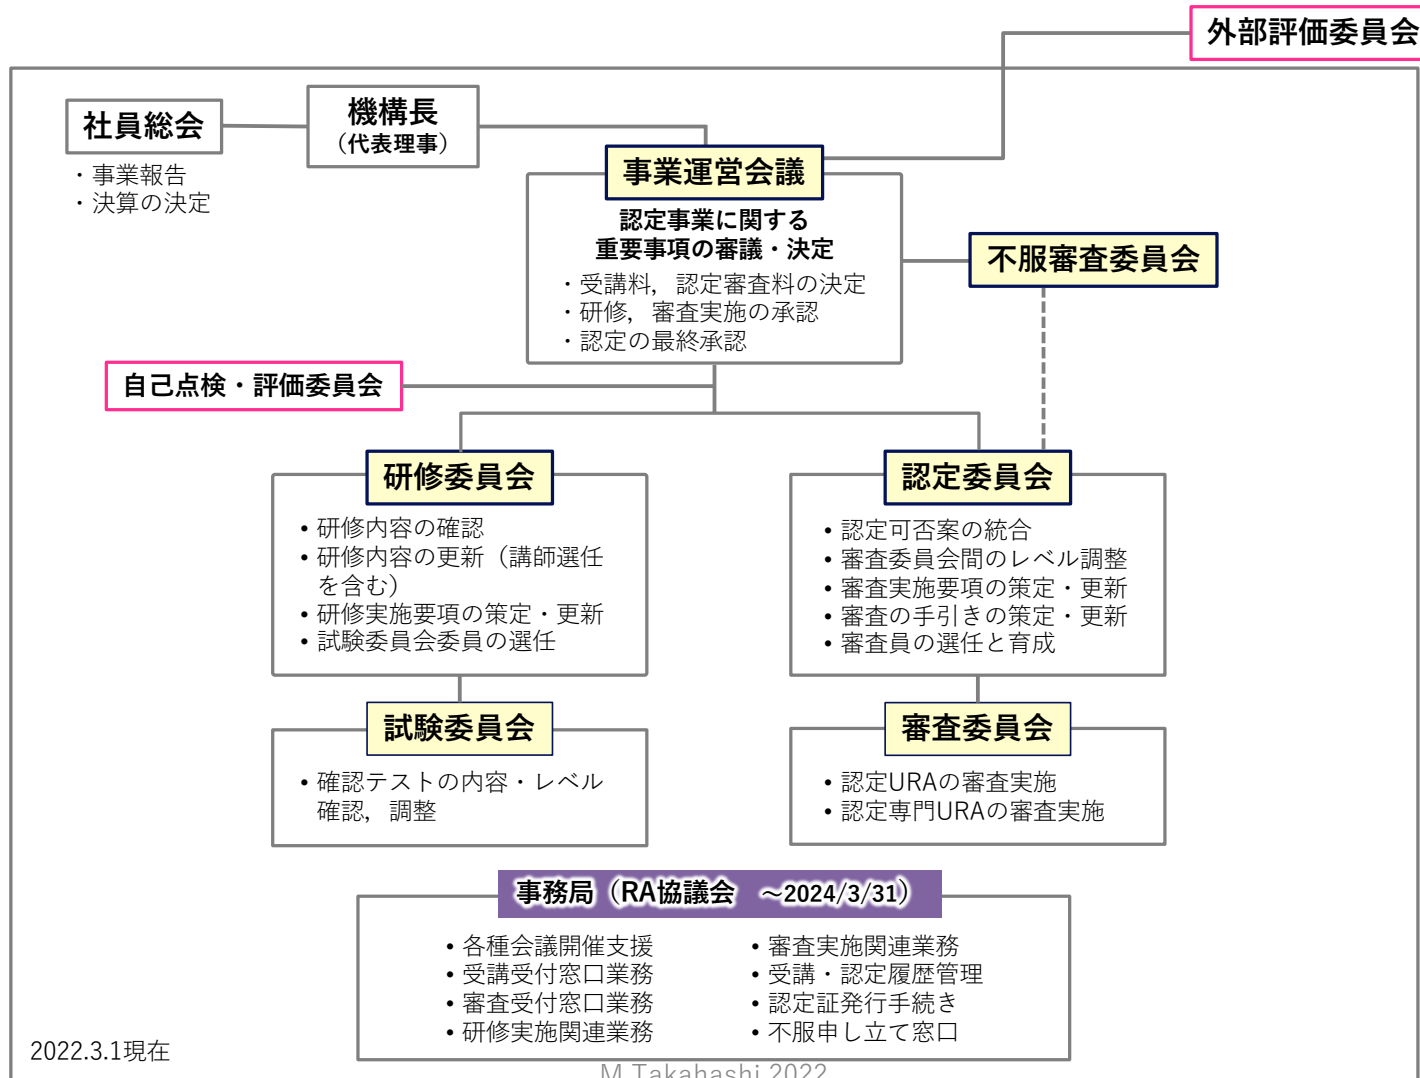 外部評価委員会
社員総会
・事業報告
・決算の決定
機構長
（代表理事）
事業運営会議
認定事業に関する
重要事項の審議・決定
・受講料，認定審査料の決定
・研修，審査実施の承認
・認定の最終承認
不服審査委員会
自己点検・評価委員会
研修委員会
• 研修内容の確認
• 研修内容の更新（講師選任
を含む）
• 研修実施要項の策定・更新
• 試験委員会委員の選任
認定委員会
• 認定可否案の統合
• 審査委員会間のレベル調整
• 審査実施要項の策定・更新
• 審査の手引きの策定・更新
• 審査員の選任と育成
試験委員会
• 確認テストの内容・レベル
確認，調整
審査委員会
• 認定URAの審査実施
• 認定専門URAの審査実施
事務局（RA協議会　~2024/3/31）
• 各種会議開催支援
• 受講受付窓口業務
• 審査受付窓口業務
• 研修実施関連業務
• 審査実施関連業務
• 受講・認定履歴管理
• 認定証発行手続き
• 不服申し立て窓口
2022.3.1現在
M.Takahashi 2022